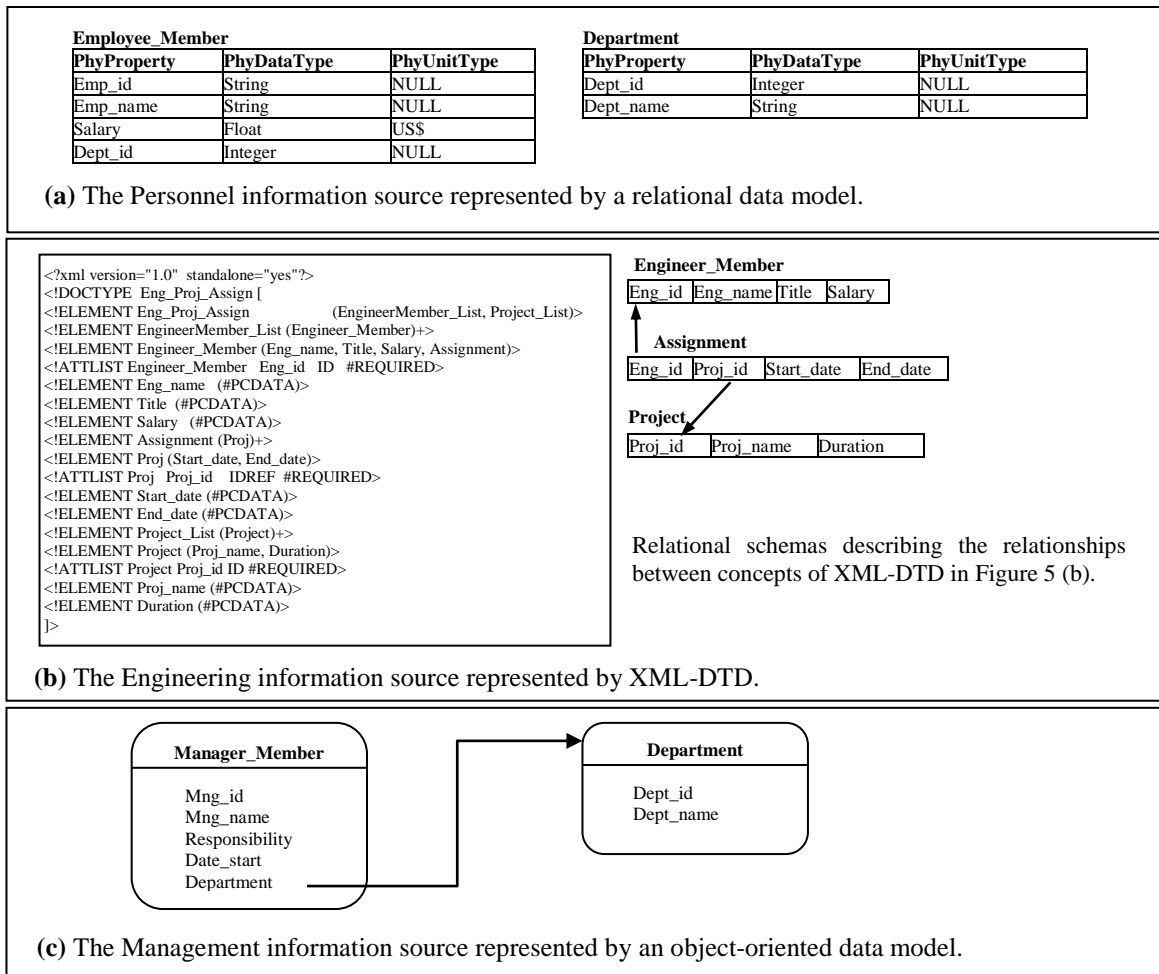 Employee_Member
PhyProperty PhyDataType PhyUnitType
Emp_id String NULL
Emp_name String NULL
Salary Float US$
Dept_id Integer NULL
Department
PhyProperty PhyDataType PhyUnitType
Dept_id Integer NULL
Dept_name String NULL
(a) The Personnel information source represented by a relational data model.
<?xml version="1.0" standalone="yes"?>
<!DOCTYPE Eng_Proj_Assign [
<!ELEMENT Eng_Proj_Assign (EngineerMember_List, Project_List)>
<!ELEMENT EngineerMember_List (Engineer_Member)+>
<!ELEMENT Engineer_Member (Eng_name, Title, Salary, Assignment)>
<!ATTLIST Engineer_Member Eng_id ID #REQUIRED>
<!ELEMENT Eng_name (#PCDATA)>
<!ELEMENT Title (#PCDATA)>
<!ELEMENT Salary (#PCDATA)>
<!ELEMENT Assignment (Proj)+>
<!ELEMENT Proj (Start_date, End_date)>
<!ATTLIST Proj Proj_id IDREF #REQUIRED>
<!ELEMENT Start_date (#PCDATA)>
<!ELEMENT End_date (#PCDATA)>
<!ELEMENT Project_List (Project)+>
<!ELEMENT Project (Proj_name, Duration)>
<!ATTLIST Project Proj_id ID #REQUIRED>
<!ELEMENT Proj_name (#PCDATA)>
<!ELEMENT Duration (#PCDATA)>
]>
Engineer_Member
Eng_id Eng_name Title Salary
Assignment
Eng_id Proj_id Start_date End_date
Project
Proj_id Proj_name Duration
Relational schemas describing the relationships
between concepts of XML-DTD in Figure 5 (b).
(b) The Engineering information source represented by XML-DTD.
Manager_Member
Mng_id
Mng_name
Responsibility
Date_start
Department
Department
Dept_id
Dept_name
(c) The Management information source represented by an object-oriented data model.